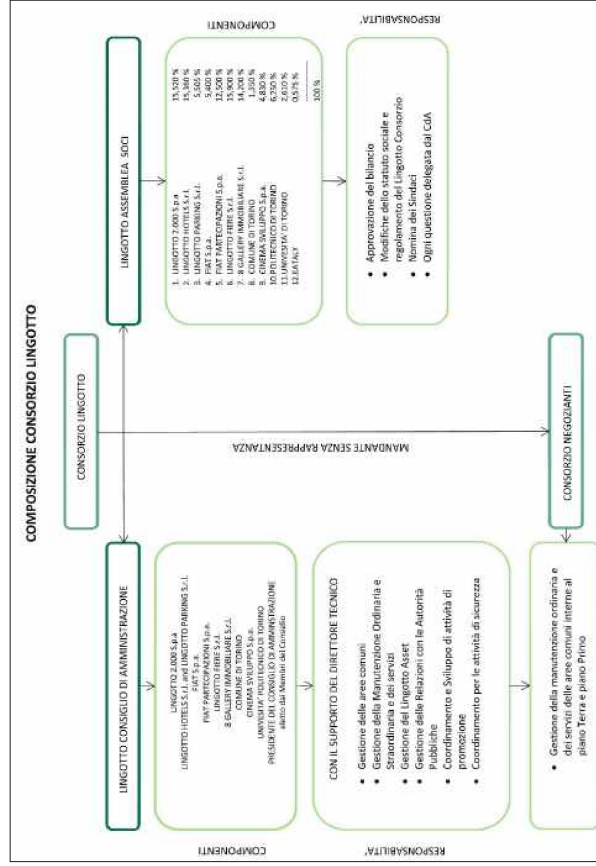 COMPOSIZIONE CONSORZIO LINGOTTO
CONSORZIO LINGOTTO
LINGOTTO CONSIGLIO DI AMMINISTRAZIONE
LINGOTTO ASSEMBLEA SOCI
COMPONENTI
LINGOTTO 2.000 S.p.a
LINGOTTO HOTELS S.r.l. and LINGOTTO PARKING S.r.l.
FIAT S.p.a.
FIAT PARTECIPAZIONI S.p.a.
LINGOTTO FIERE S.r.l.
8 GALLERY IMMOBILIARE S.r.l.
COMUNE DI TORINO
CINEMA SVILUPPO S.p.a.
UNIVESITA' POLITECNICO DI TORINO
PRESIDENTE DEL CONSIGLIO DI AMMINISTRAZIONE
eletto dai Membri del Consiglio
MANDANTE SENZA RAPPRESENTANZA
1. LINGOTTO 2.000 S.p.a 15,520 %
2. LINGOTTO HOTELS S.r.l. 15,360 %
3. LINGOTTO PARKING S.r.l. 5,505 %
4. FIAT S.p.a. 5,400 %
5. FIAT PARTECIPAZIONI S.p.a. 12,500 %
6. LINGOTTO FIERE S.r.l. 15,900 %
7. 8 GALLERY IMMOBILIARE S.r.l. 14,200 %
8. COMUNE DI TORINO 1,350 %
9. CINEMA SVILUPPO S.p.a. 4,830 %
10. POLITECNICO DI TORINO 6,250 %
11. UNIVESITA' DI TORINO 2,610 %
12. EATALY 0,575 %
100 %
COMPONENTI
RESPONSABILITA'
CON IL SUPPORTO DEL DIRETTORE TECNICO
• Gestione delle aree comuni
• Gestione della Manutenzione Ordinaria e
Straordinaria e dei servizi
• Gestione del Lingotto Asset
• Gestione delle Relazioni con le Autorità
Pubbliche
• Coordinamento e Sviluppo di attività di
promozione
• Coordinamento per le attività di sicurezza
• Approvazione del bilancio
• Modifiche dello statuto sociale e
regolamento del Lingotto Consorzio
• Nomina dei Sindaci
• Ogni questione delegata dal CdA
RESPONSABILITA'
• Gestione della manutenzione ordinaria e
dei servizi delle aree comuni interne al
piano Terra e piano Primo
CONSORZIO NEGOZIANTI